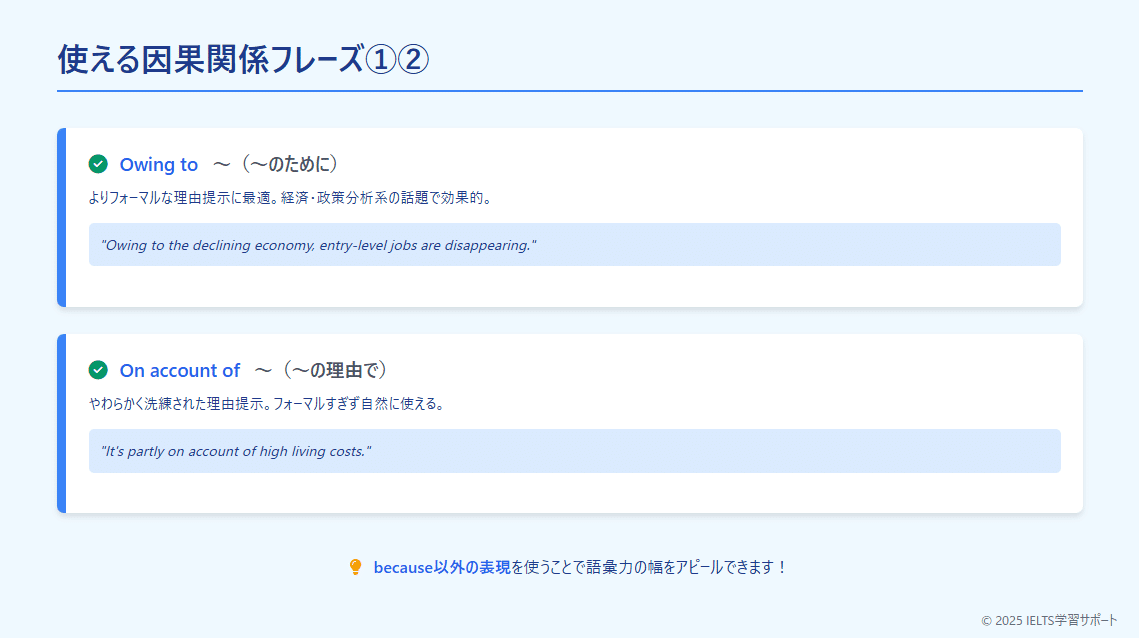 使える因果関係フレーズ①②
Owing to ～（～のために）
よりフォーマルな理由提示に最適。経済・政策分析系の話題で効果的。
"Owing to the declining economy, entry-level jobs are disappearing."
On account of ～（～の理由で）
やわらかく洗練された理由提示。フォーマルすぎず自然に使える。
"It's partly on account of high living costs."
because以外の表現を使うことで語彙力の幅をアピールできます！
© 2025 IELTS学習サポート